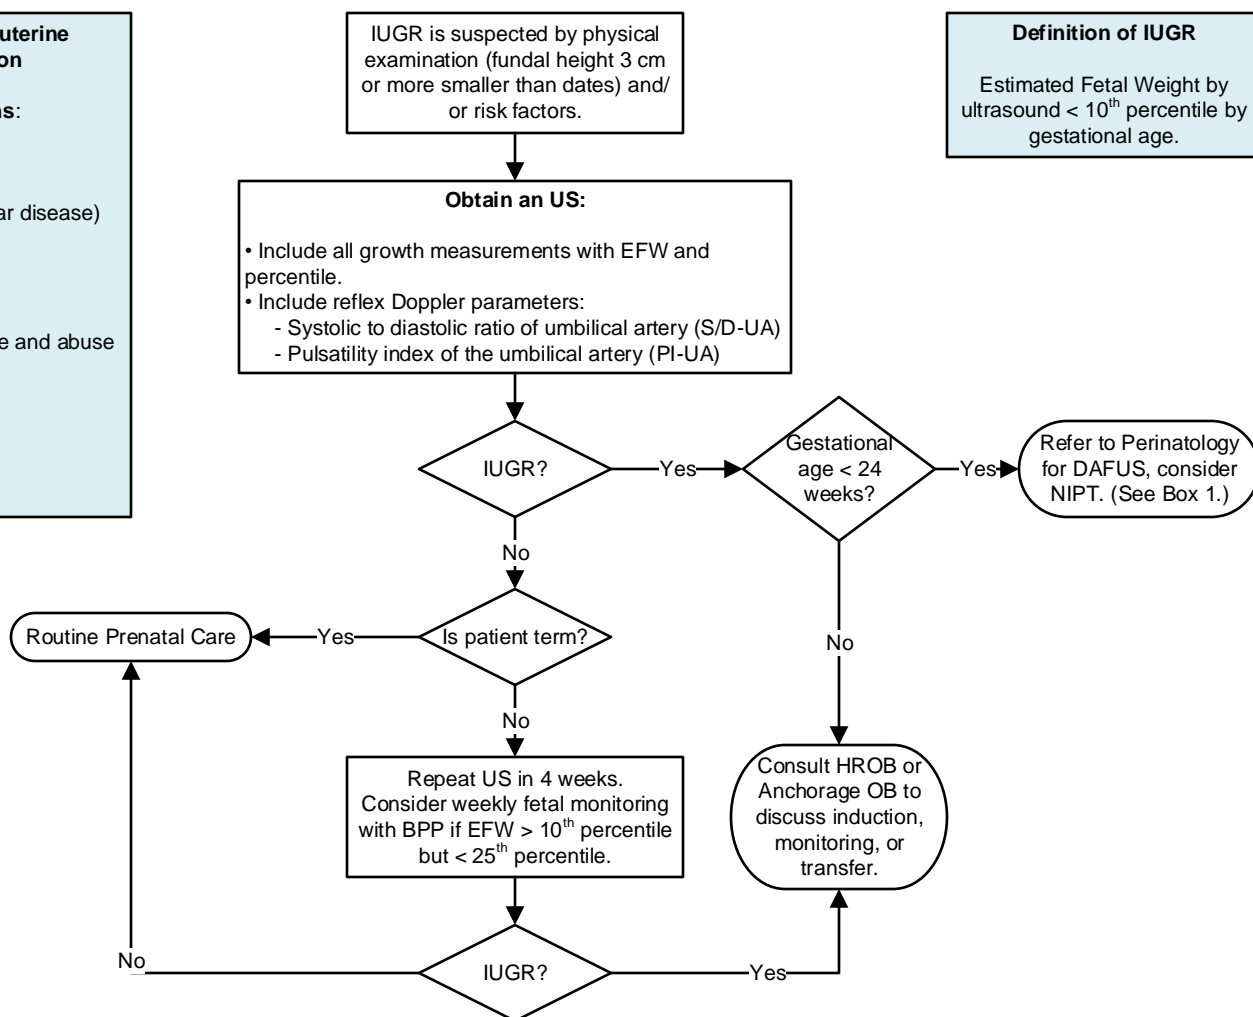 uterine
on
ns:
ar disease)
e and abuse
IUGR is suspected by physical
examination (fundal height 3 cm
or more smaller than dates) and/
or risk factors.
Definition of IUGR
Estimated Fetal Weight by
ultrasound < 10th percentile by
gestational age.
Obtain an US:
• Include all growth measurements with EFW and
percentile.
• Include reflex Doppler parameters:
- Systolic to diastolic ratio of umbilical artery (S/D-UA)
- Pulsatility index of the umbilical artery (PI-UA)
IUGR?
Yes
Gestational
age < 24
weeks?
Yes
Refer to Perinatology
for DAFUS, consider
NIPT. (See Box 1.)
No
No
Is patient term?
Yes
Routine Prenatal Care
No
Repeat US in 4 weeks.
Consider weekly fetal monitoring
with BPP if EFW > 10th percentile
but < 25th percentile.
Consult HROB or
Anchorage OB to
discuss induction,
monitoring, or
transfer.
IUGR?
No
Yes